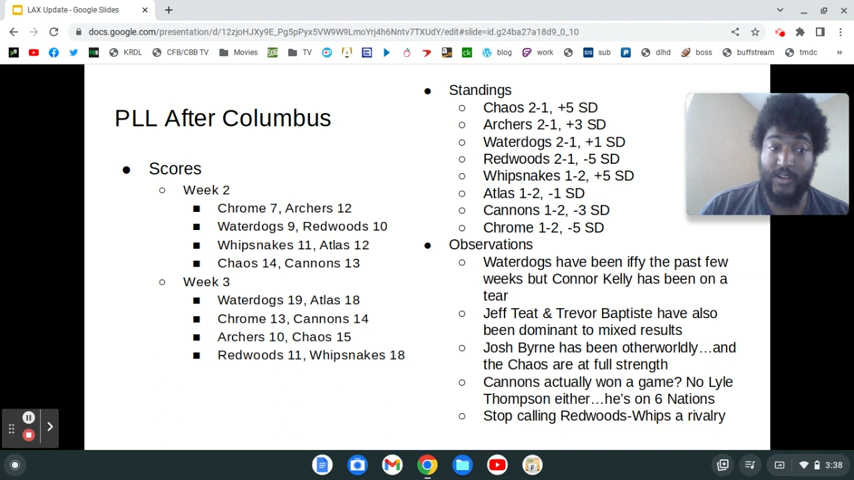 LAX Update - Google Slides
docs.google.com/presentation/d/12zjoHJXy9E_Pg5pPyx5VW9W9LmoYrj4h6Nntv7TXUdY/edit#slide=id.g24ba27a18d9_0_10
KRDL
CFB/CBB TV
Movies
TV
blog
work
sub
dlhd
boss
buffstream
tmdc
PLL After Columbus
Scores
Week 2
Chrome 7, Archers 12
Waterdogs 9, Redwoods 10
Whipsnakes 11, Atlas 12
Chaos 14, Cannons 13
Week 3
Waterdogs 19, Atlas 18
Chrome 13, Cannons 14
Archers 10, Chaos 15
Redwoods 11, Whipsnakes 18
Standings
Chaos 2-1, +5 SD
Archers 2-1, +3 SD
Waterdogs 2-1, +1 SD
Redwoods 2-1, -5 SD
Whipsnakes 1-2, +5 SD
Atlas 1-2, -1 SD
Cannons 1-2, -3 SD
Chrome 1-2, -5 SD
Observations
Waterdogs have been iffy the past few
weeks but Connor Kelly has been on a
tear
Jeff Teat & Trevor Baptiste have also
been dominant to mixed results
Josh Byrne has been otherworldly…and
the Chaos are at full strength
Cannons actually won a game? No Lyle
Thompson either…he's on 6 Nations
Stop calling Redwoods-Whips a rivalry
3:38